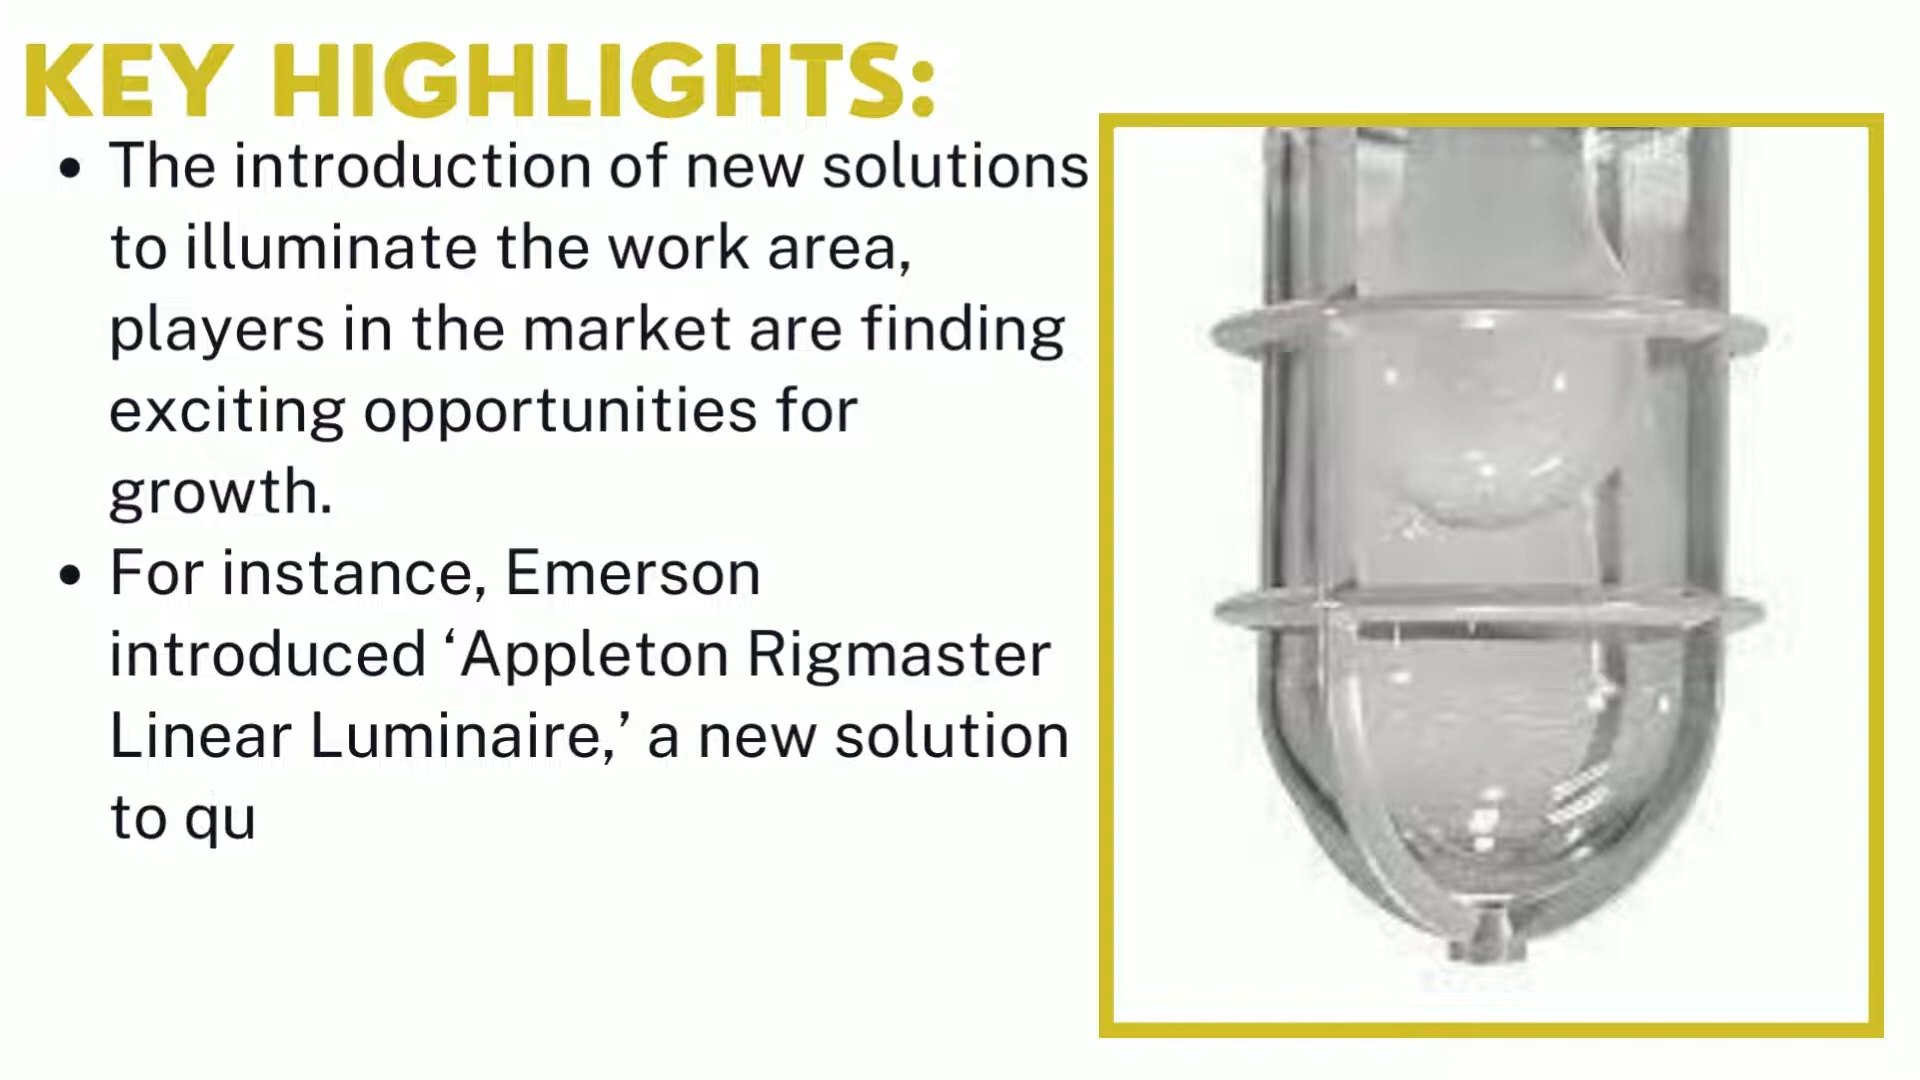 KEY HIGHLIGHTS:
• The introduction of new solutions
to illuminate the work area,
players in the market are finding
exciting opportunities for
growth.
• For instance, Emerson
introduced ‘Appleton Rigmaster
Linear Luminaire,’ a new solution
to qu